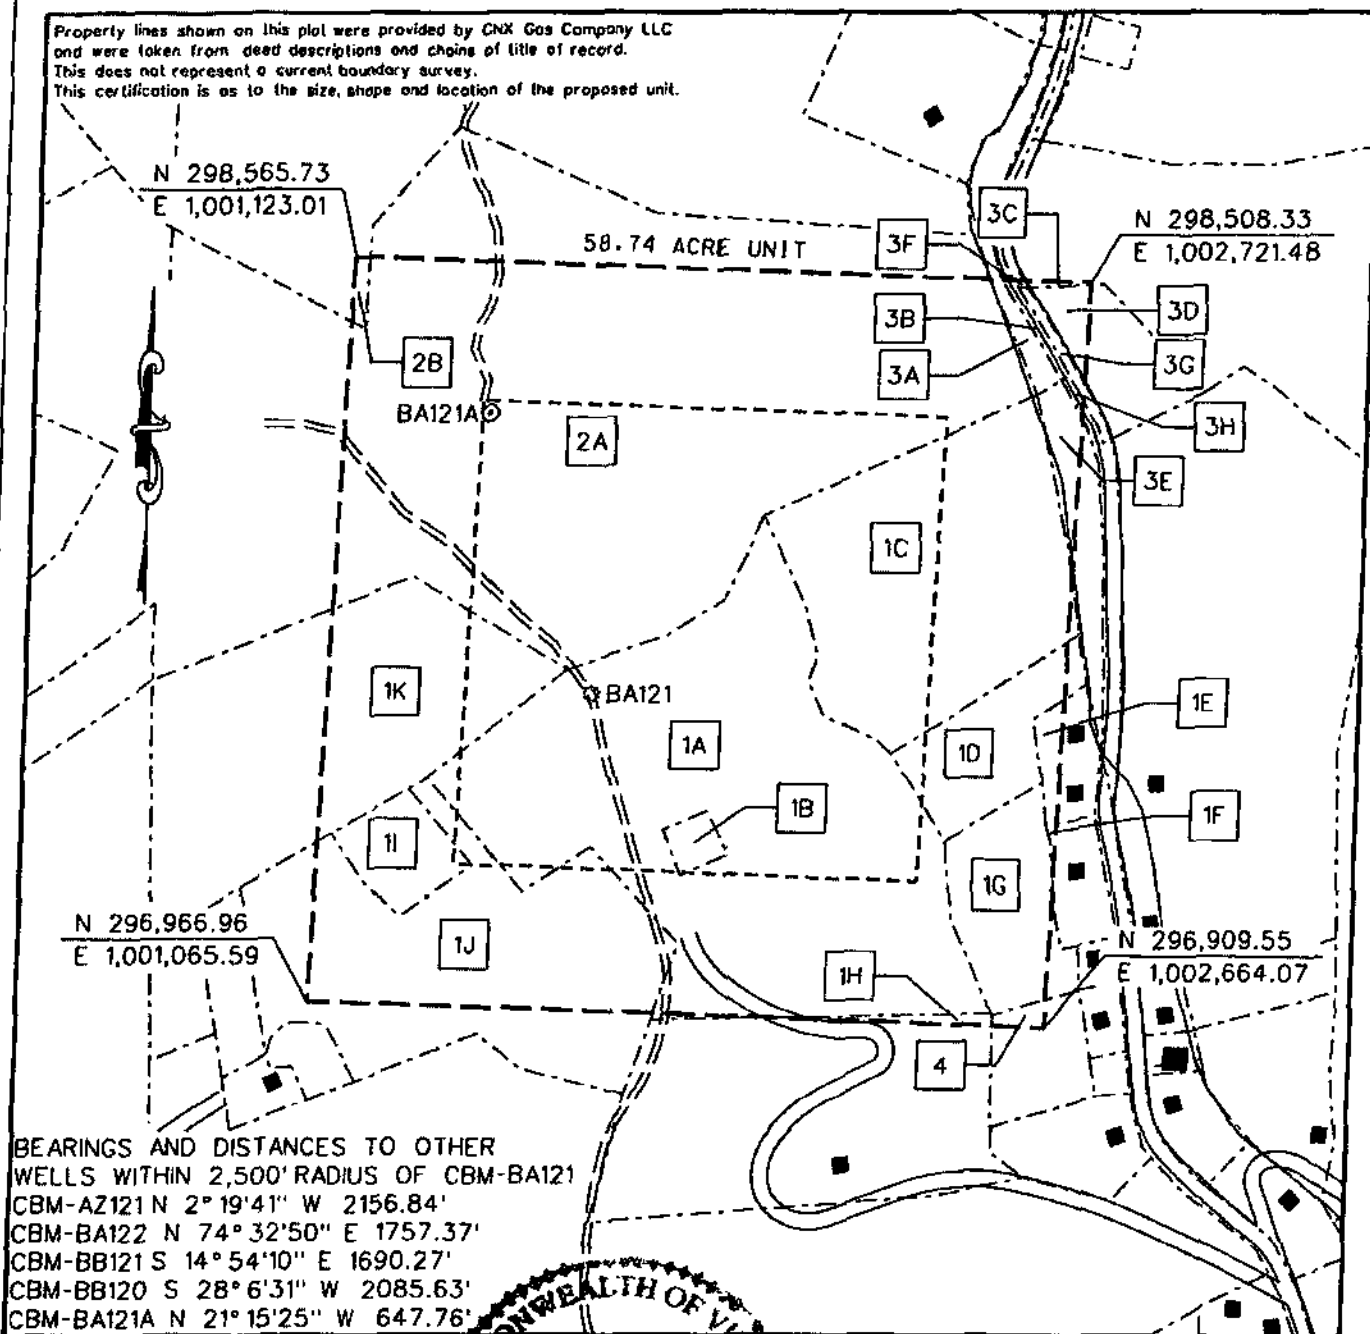 Property lines shown on this plat were provided by CNX Gas Company LLC
and were taken from deed descriptions and chains of title of record.
This does not represent a current boundary survey.
This certification is as to the size, shape and location of the proposed unit.
N 298,565.73
E 1,001,123.01
58.74 ACRE UNIT
3F
3C
N 298,508.33
E 1,002,721.48
3B
3D
2B
3A
3G
BA121A
2A
3H
3E
1C
1K
BA121
1E
1A
1D
1B
1F
1I
1G
N 296,966.96
E 1,001,065.59
1J
1H
N 296,909.55
E 1,002,664.07
4
BEARINGS AND DISTANCES TO OTHER
WELLS WITHIN 2,500' RADIUS OF CBM-BA121
CBM-AZ121 N 2°19'41" W 2156.84'
CBM-BA122 N 74°32'50" E 1757.37'
CBM-BB121 S 14°54'10" E 1690.27'
CBM-BB120 S 28°6'31" W 2085.63'
CBM-BA121A N 21°15'25" W 647.76'
WEALTH OF